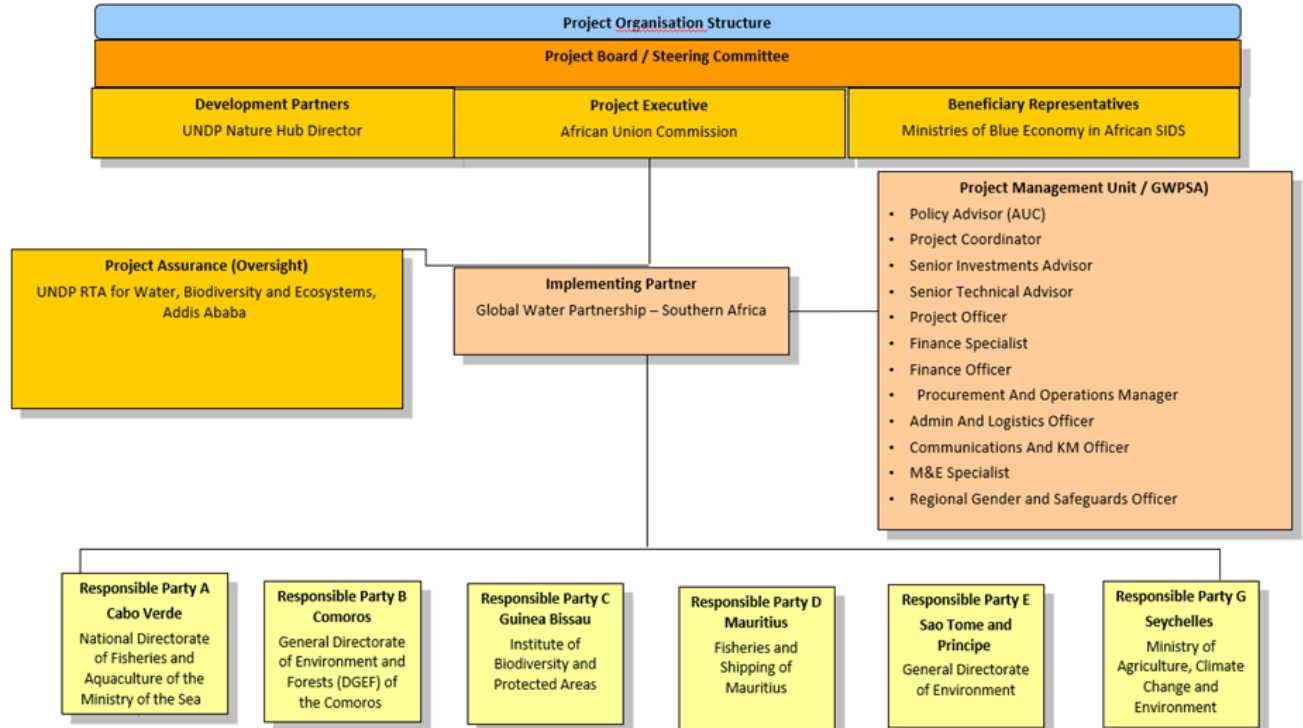 Project Organisation Structure
Project Board / Steering Committee
Development Partners
UNDP Nature Hub Director
Project Executive
African Union Commission
Beneficiary Representatives
Ministries of Blue Economy in African SIDS
Project Management Unit / GWPSA)
• Policy Advisor (AUC)
• Project Coordinator
• Senior Investments Advisor
• Senior Technical Advisor
• Project Officer
• Finance Specialist
• Finance Officer
• Procurement And Operations Manager
• Admin And Logistics Officer
• Communications And KM Officer
• M&E Specialist
• Regional Gender and Safeguards Officer
Project Assurance (Oversight)
UNDP RTA for Water, Biodiversity and Ecosystems,
Addis Ababa
Implementing Partner
Global Water Partnership – Southern Africa
Responsible Party A
Cabo Verde
National Directorate
of Fisheries and
Aquaculture of the
Ministry of the Sea
Responsible Party B
Comoros
General Directorate
of Environment and
Forests (DGEF) of
the Comoros
Responsible Party C
Guinea Bissau
Institute of
Biodiversity and
Protected Areas
Responsible Party D
Mauritius
Fisheries and
Shipping of
Mauritius
Responsible Party E
Sao Tome and
Principe
General Directorate
of Environment
Responsible Party G
Seychelles
Ministry of
Agriculture, Climate
Change and
Environment